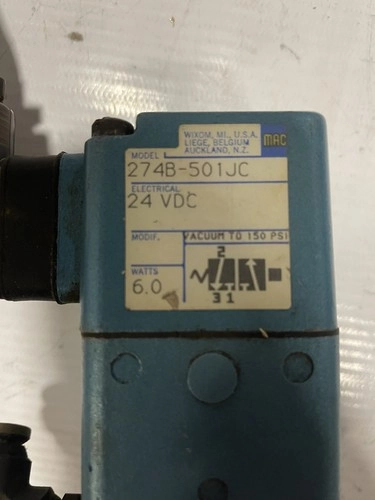 WIXOM, MI., U.S.A.
LIEGE, BELGIUM
AUCKLAND, N.Z.
MAC
MODEL
274B-501JC
ELECTRICAL
24 VDC
MODIF.
VACUUM TO 150 PSI
2
WATTS
6.0
3 1